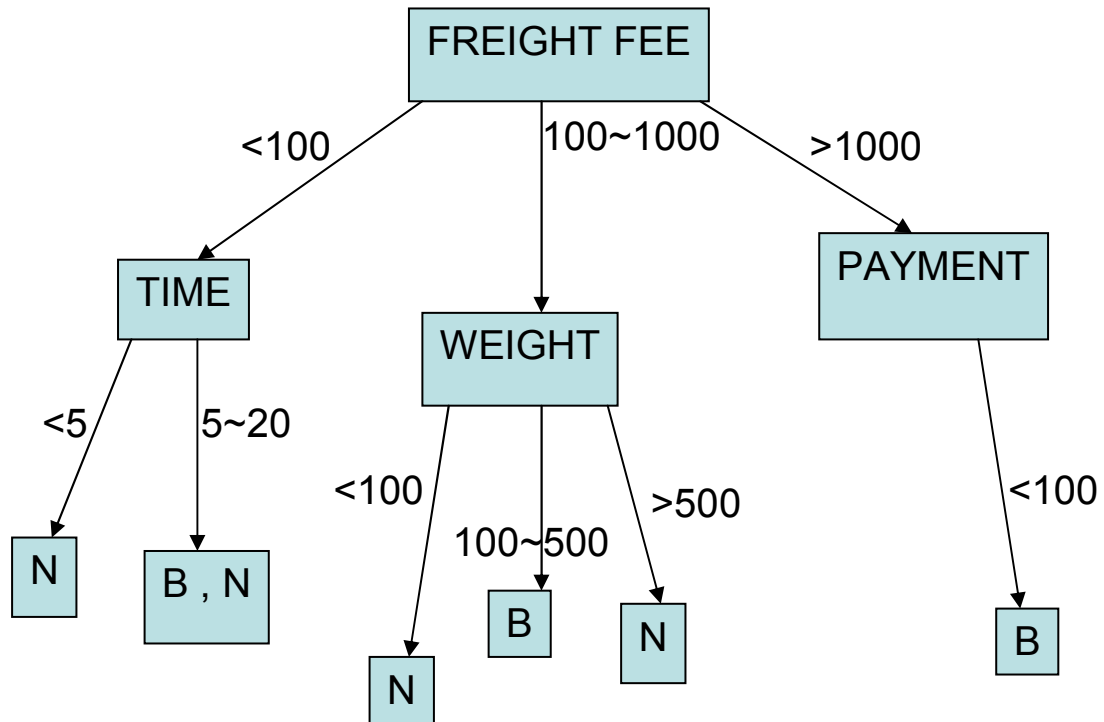 FREIGHT FEE
<100
100~1000
>1000
TIME
WEIGHT
PAYMENT
<5
5~20
<100
100~500
>500
<100
N
B , N
N
B
N
B